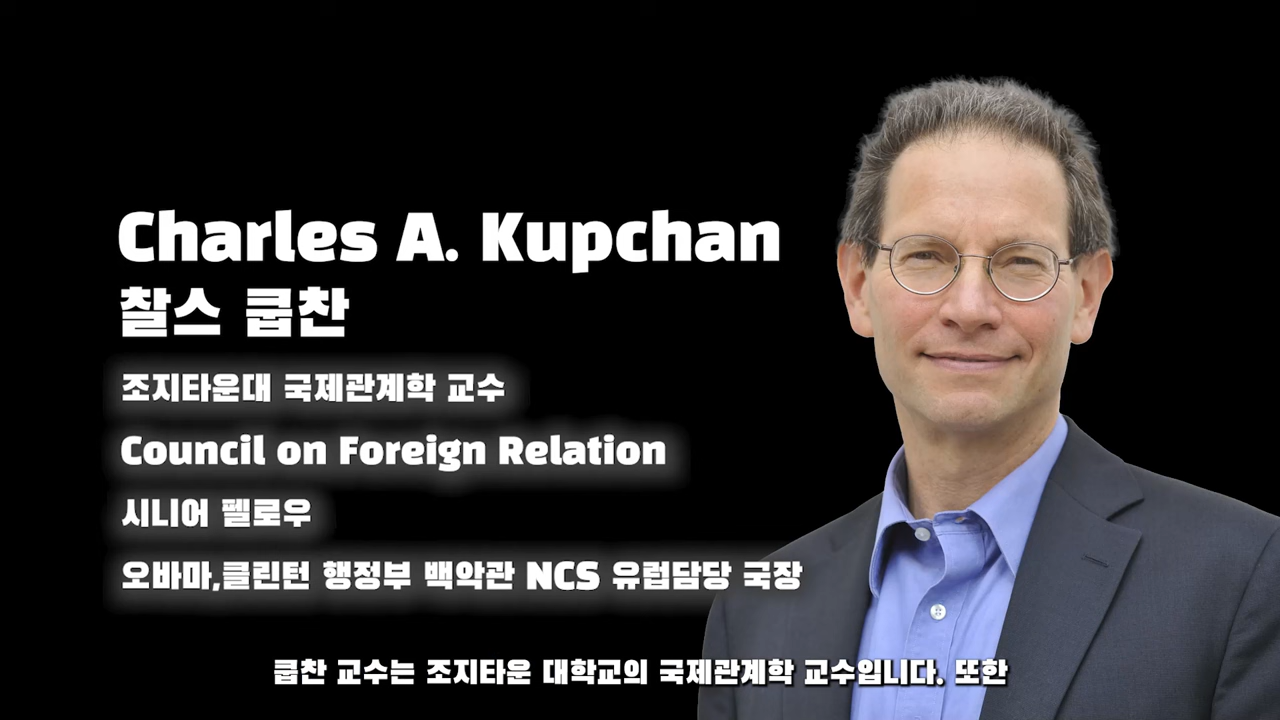 Charles A. Kupchan
찰스 쿱찬
조지타운대 국제관계학 교수
Council on Foreign Relation
시니어 펠로우
오바마,클린턴 행정부 백악관 NCS 유럽담당 국장
쿱찬 교수는 조지타운 대학교의 국제관계학 교수입니다. 또한